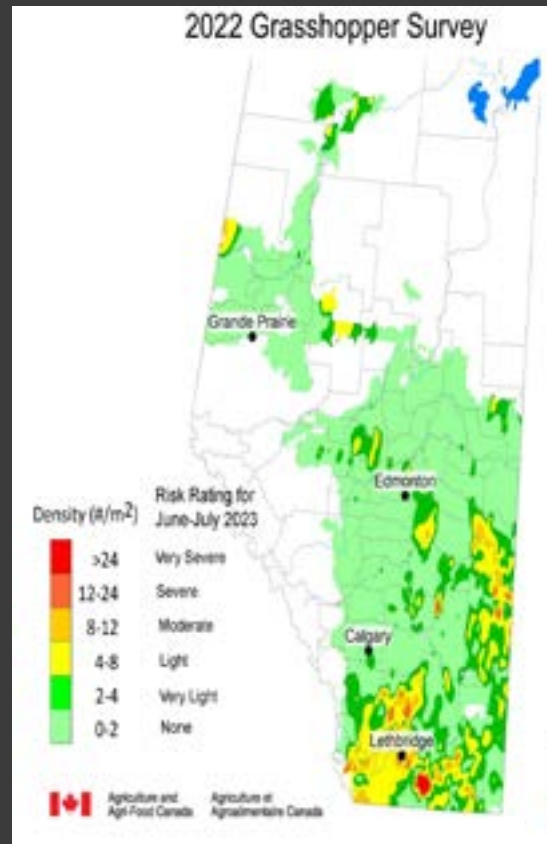 2022 Grasshopper Survey
Grande Prairie
Edmonton
Calgary
Lethbridge
Density (#/m2) Risk Rating for June-July 2023
>24 Very Severe
12-24 Severe
8-12 Moderate
4-8 Light
2-4 Very Light
0-2 None
Agriculture and Agriculture et
Agri-Food Canada Agroalimentaire Canada